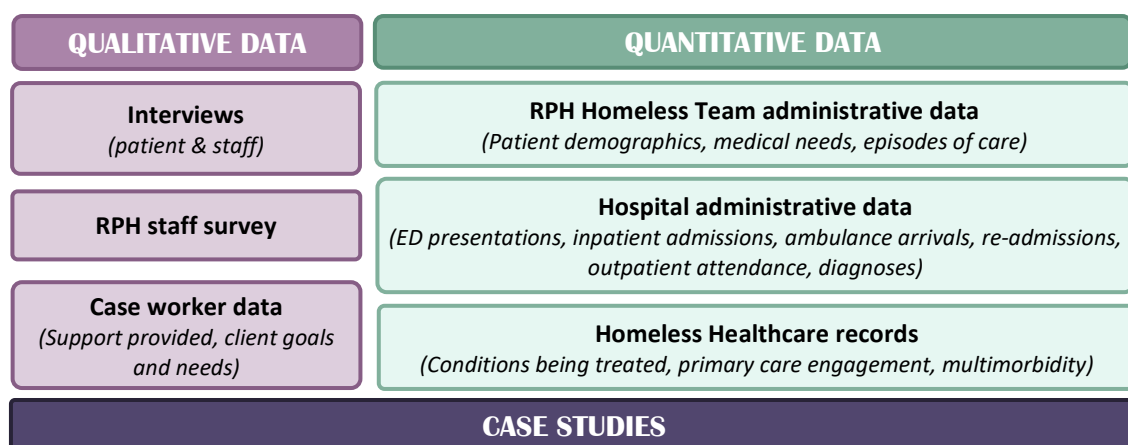 QUALITATIVE DATA
Interviews
(patient & staff)
RPH staff survey
Case worker data
(Support provided, client goals
and needs)
QUANTITATIVE DATA
RPH Homeless Team administrative data
(Patient demographics, medical needs, episodes of care)
Hospital administrative data
(ED presentations, inpatient admissions, ambulance arrivals, re-admissions,
outpatient attendance, diagnoses)
Homeless Healthcare records
(Conditions being treated, primary care engagement, multimorbidity)
CASE STUDIES